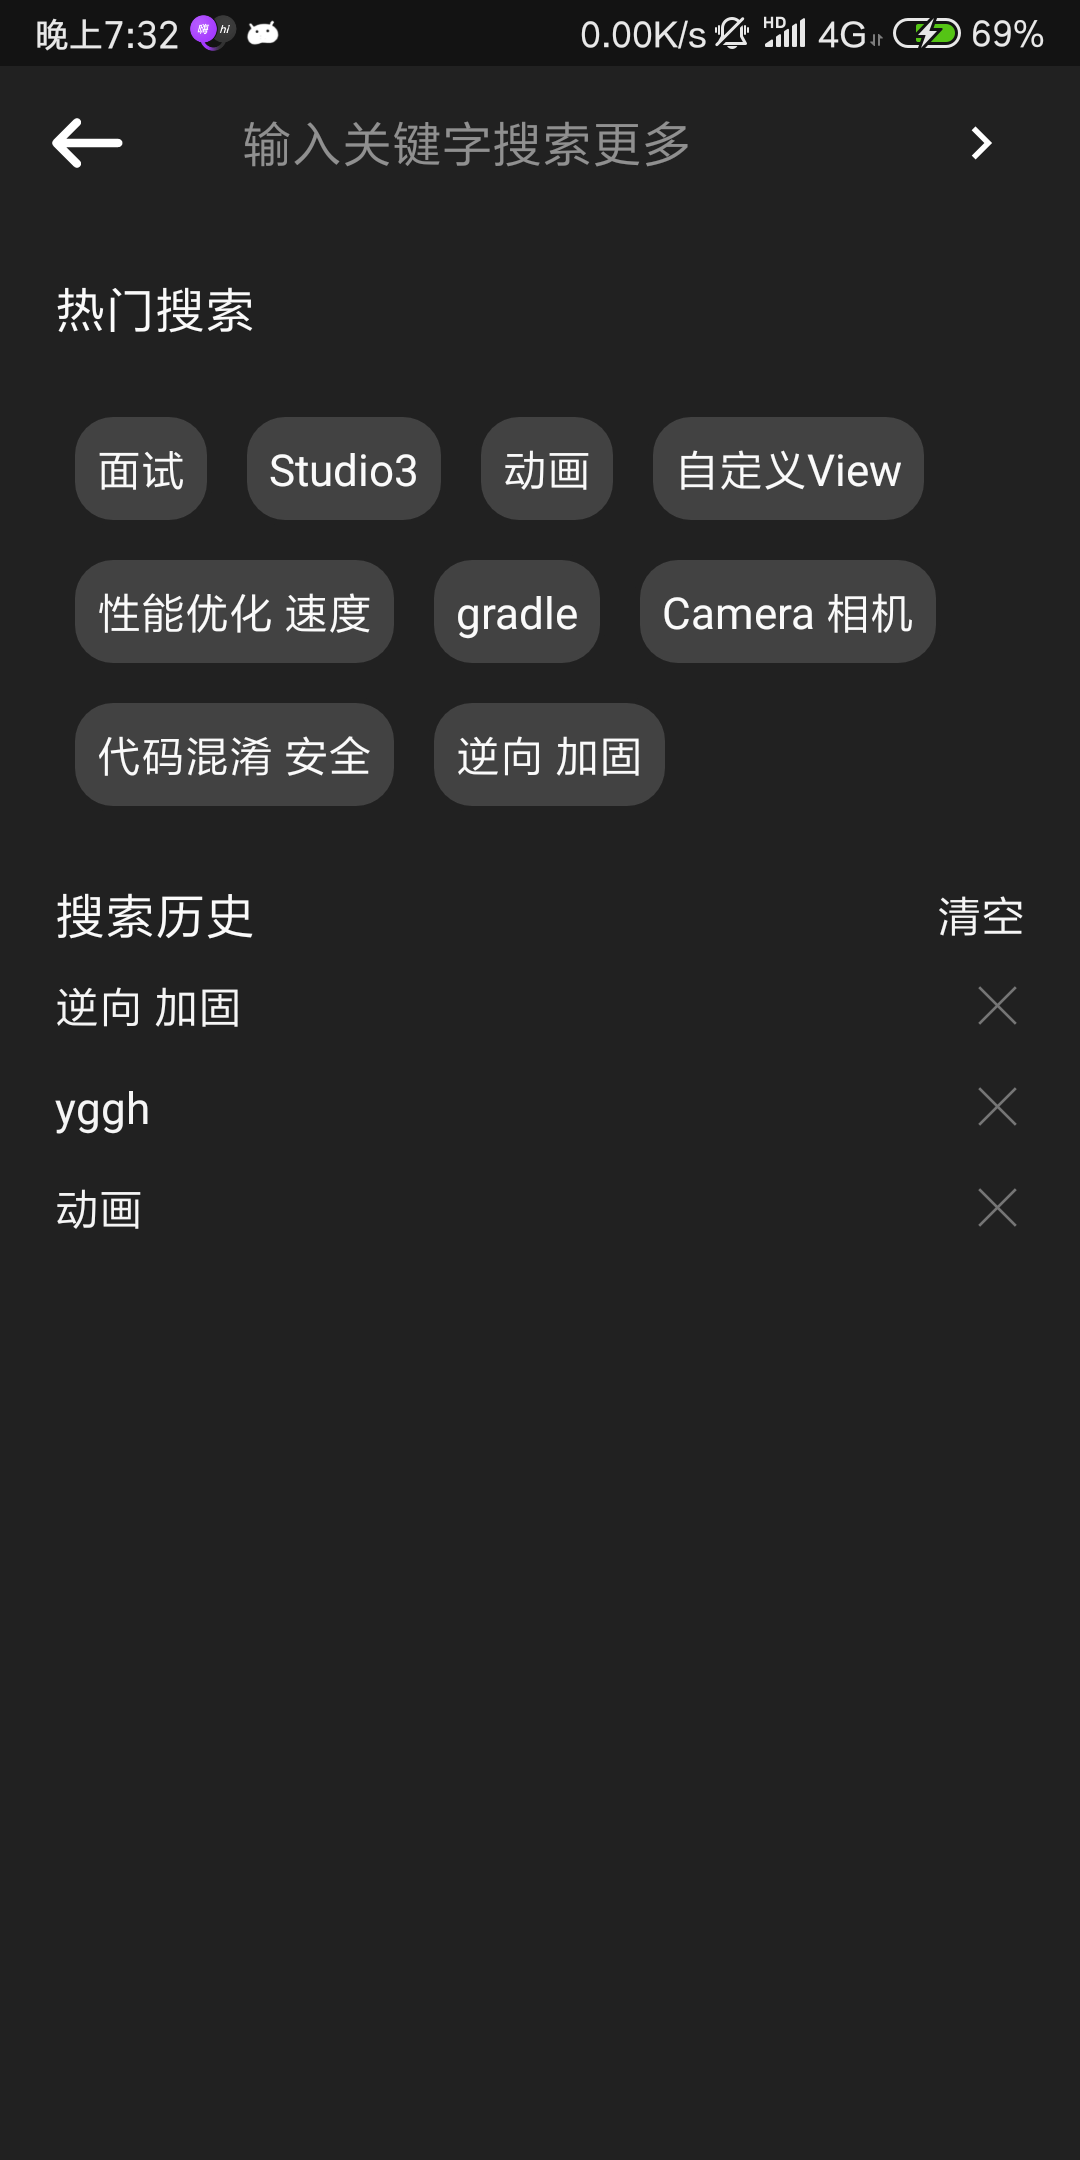 晚上7:32 嗨 hi 0.00K/s HD 4G 69%
输入关键字搜索更多
热门搜索
面试 Studio3 动画 自定义View
性能优化 速度 gradle Camera 相机
代码混淆 安全 逆向 加固
搜索历史 清空
逆向 加固
yggh
动画